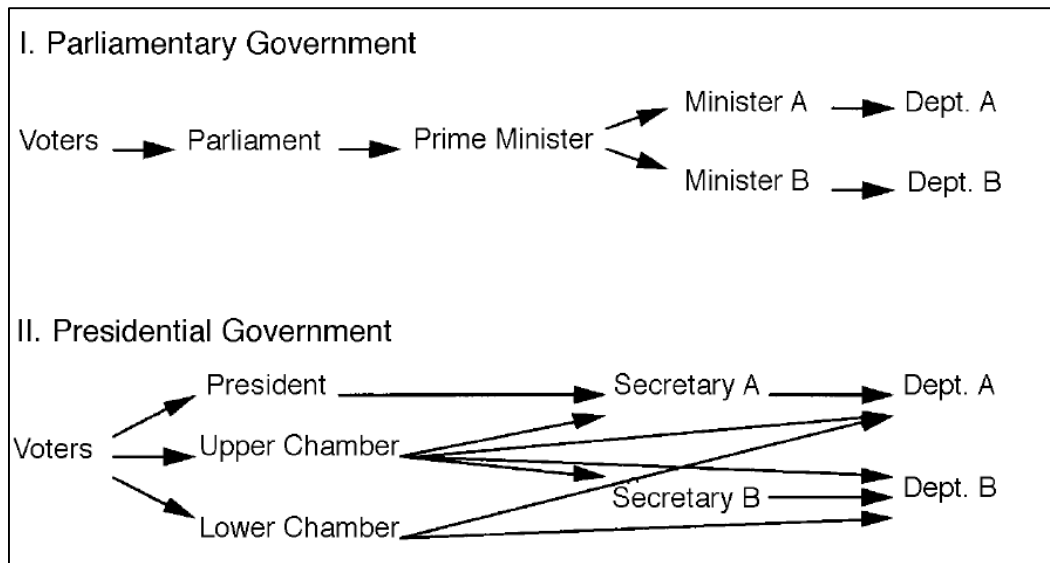 I. Parliamentary Government
Minister A
Dept. A
Voters
Parliament
Prime Minister
Minister B
Dept. B
II. Presidential Government
President
Secretary A
Dept. A
Voters
Upper Chamber
Secretary B
Dept. B
Lower Chamber